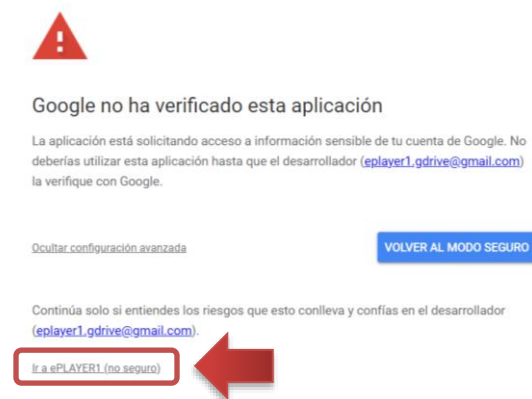 Google no ha verificado esta aplicación
La aplicación está solicitando acceso a información sensible de tu cuenta de Google. No
deberías utilizar esta aplicación hasta que el desarrollador (eplayer1.gdrive@gmail.com)
la verifique con Google.
Ocultar configuración avanzada
VOLVER AL MODO SEGURO
Continúa solo si entiendes los riesgos que esto conlleva y confías en el desarrollador
(eplayer1.gdrive@gmail.com).
Ir a ePLAYER1 (no seguro)